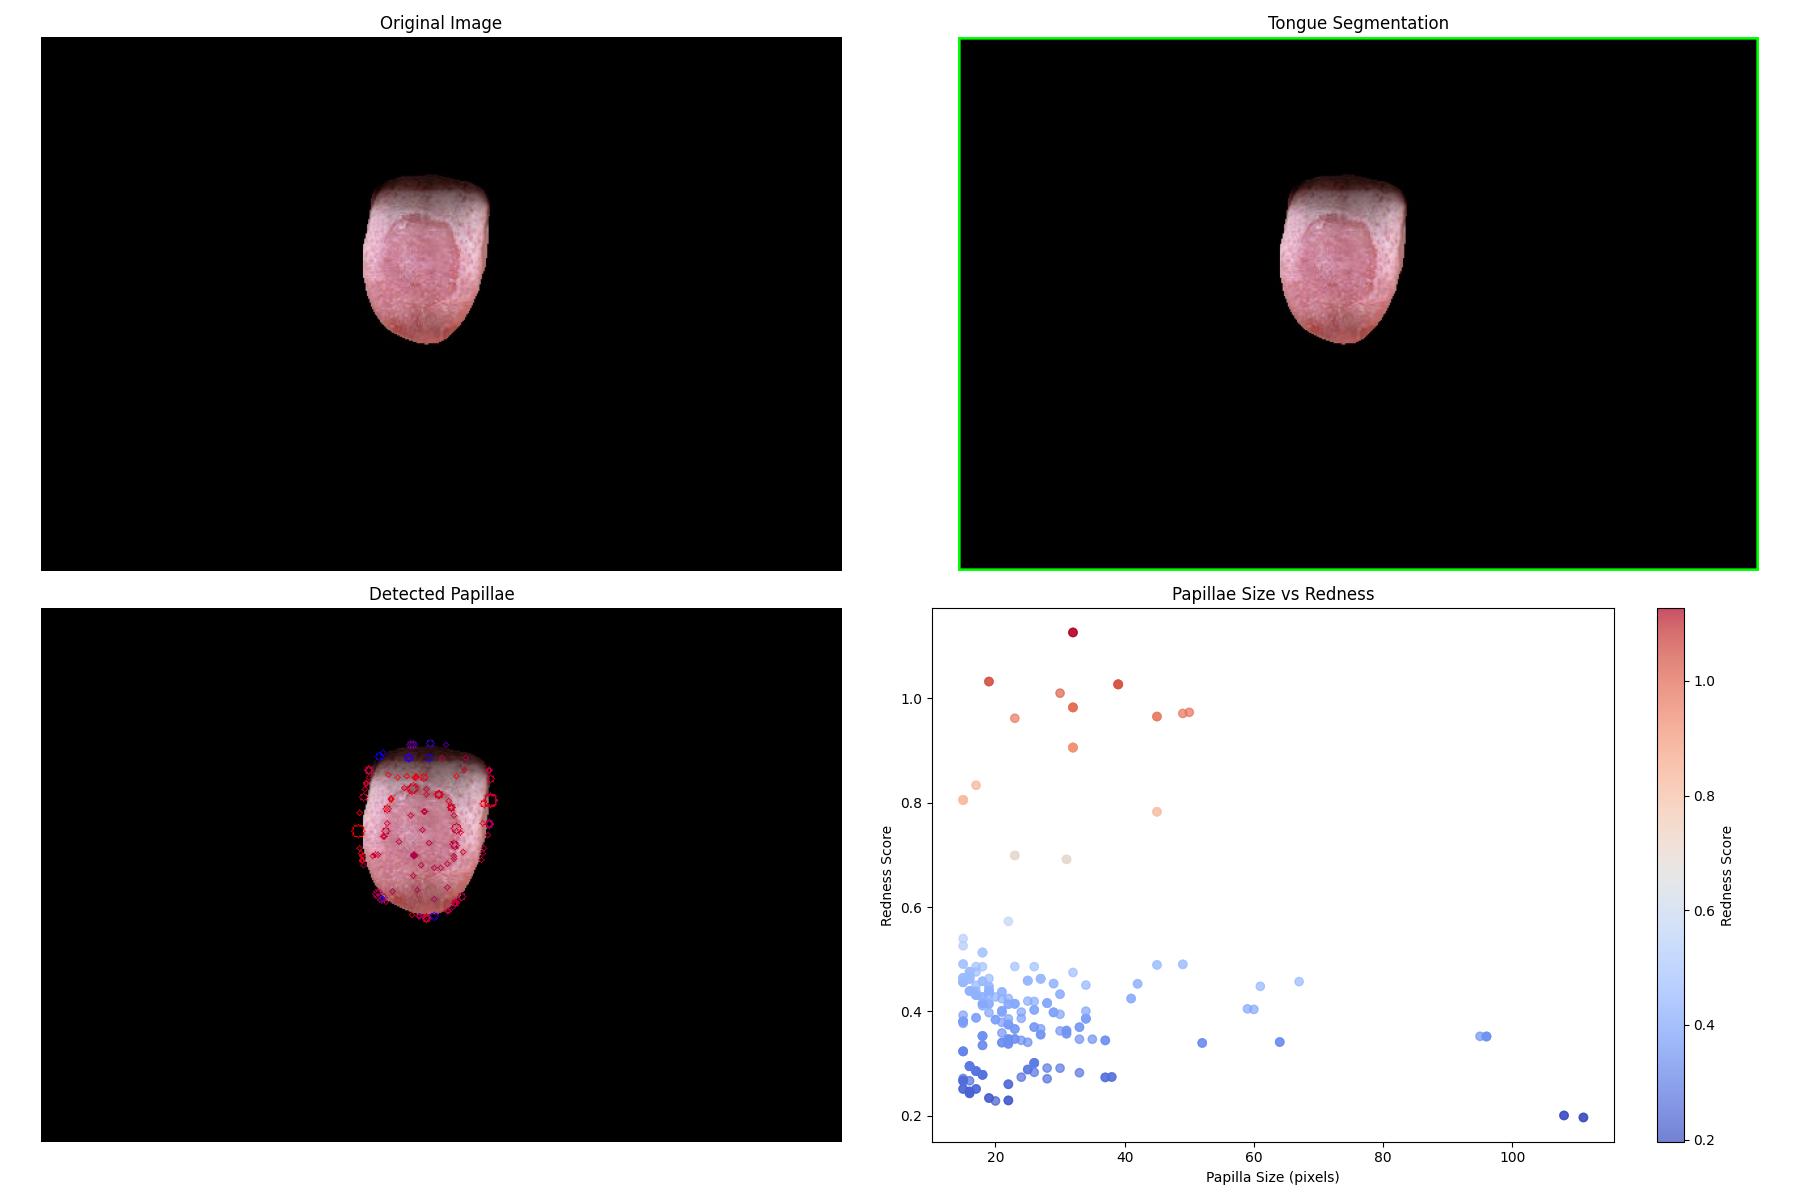 Original Image
Tongue Segmentation
Detected Papillae
Papillae Size vs Redness
Redness Score
1.0
0.8
0.6
0.4
0.2
20
40
60
80
100
Papilla Size (pixels)
1.0
0.8
0.6
0.4
0.2
Redness Score